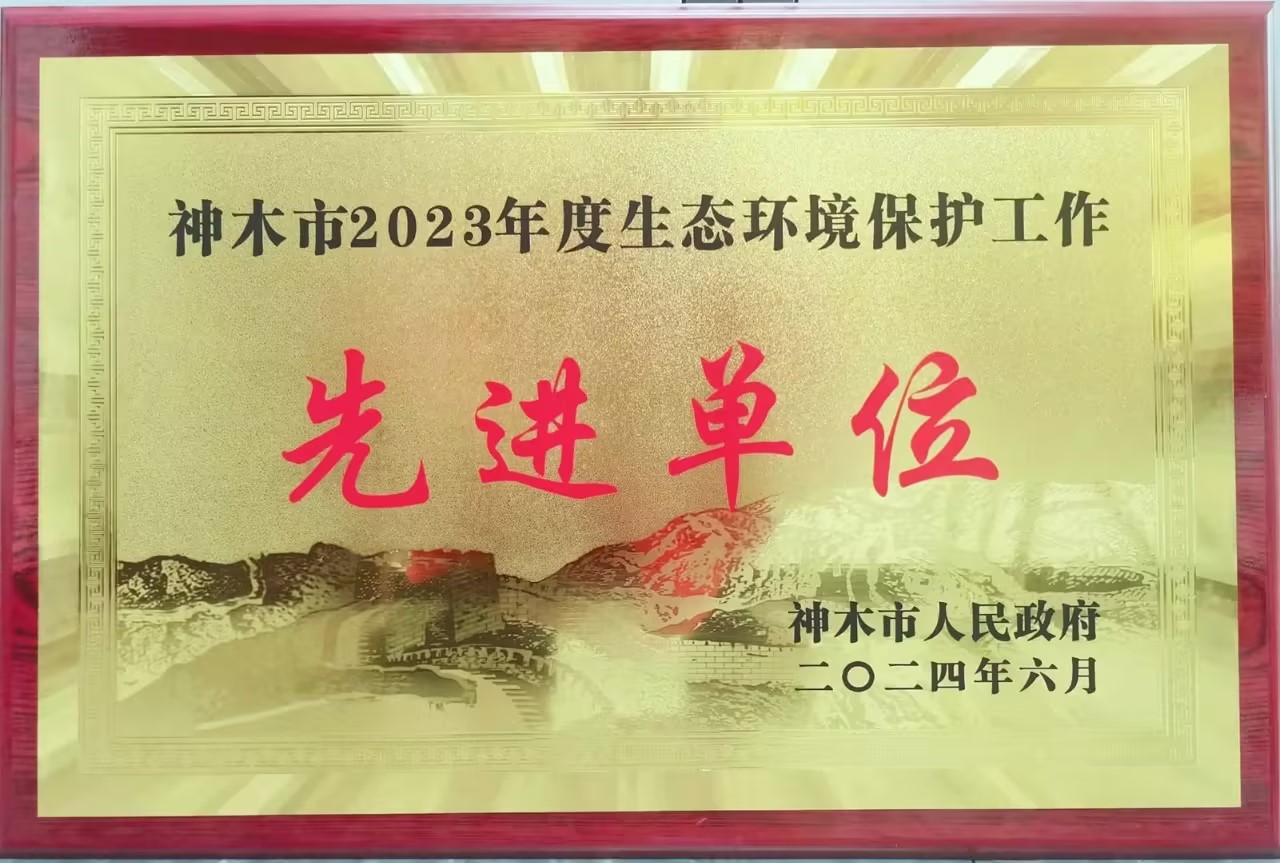 神木市2023年度生态环境保护工作
先进单位
神木市人民政府
二〇二四年六月